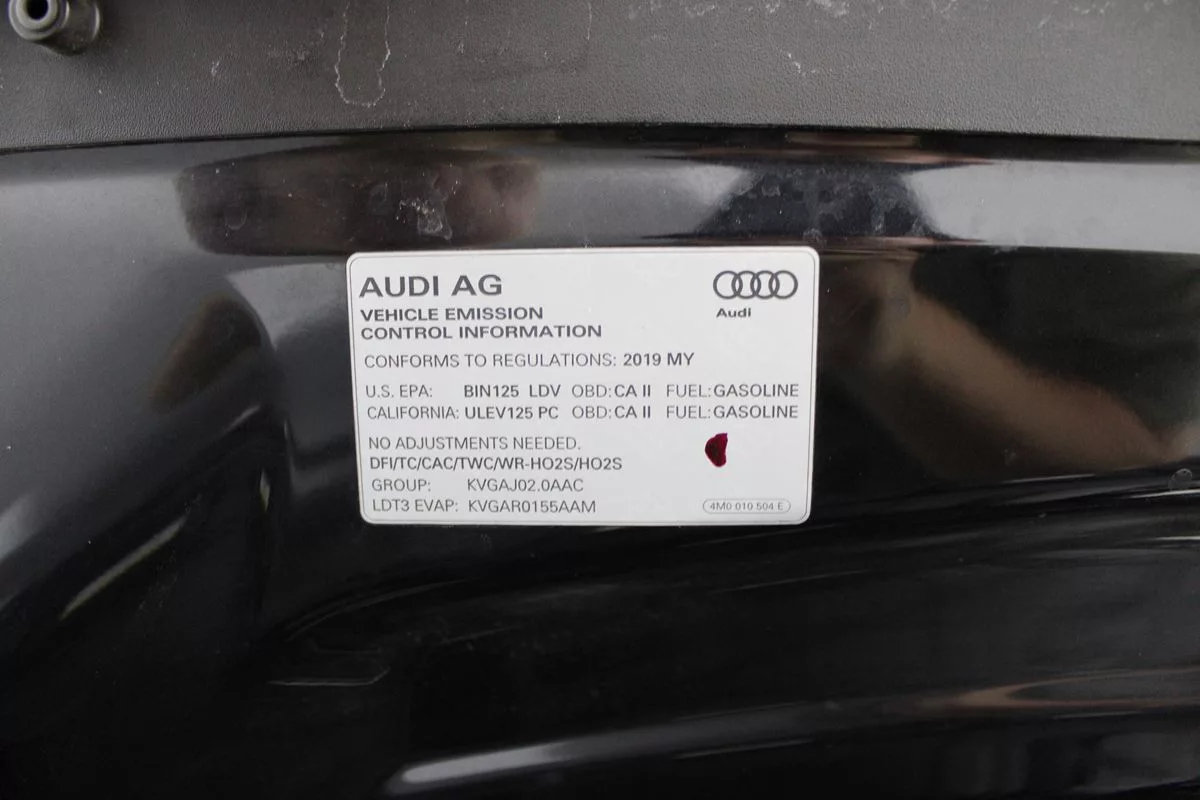 AUDI AG
Audi
VEHICLE EMISSION
CONTROL INFORMATION
CONFORMS TO REGULATIONS: 2019 MY
U.S. EPA: BIN125 LDV OBD: CA II FUEL: GASOLINE
CALIFORNIA: ULEV125 PC OBD: CA II FUEL: GASOLINE
NO ADJUSTMENTS NEEDED.
DFI/TC/CAC/TWC/WR-HO2S/HO2S
GROUP: KVGAJ02.0AAC
LDT3 EVAP: KVGAR0155AAM
4M0 010 504 E